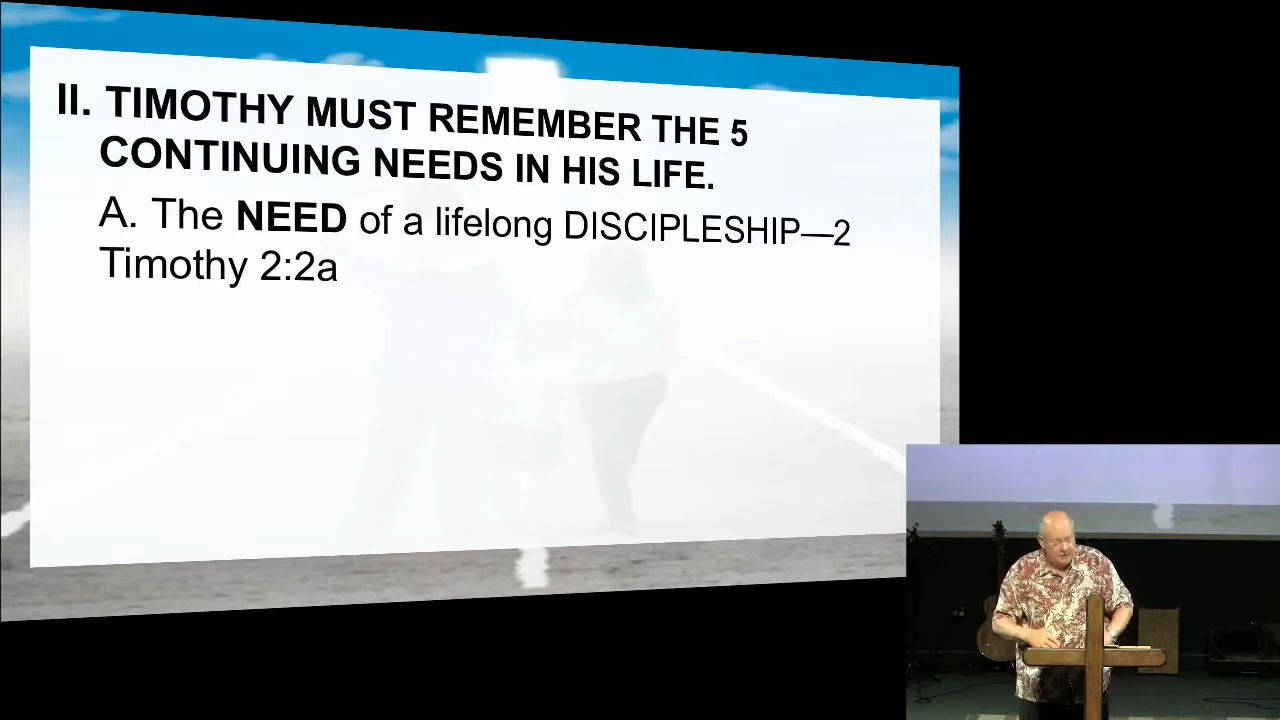 II. TIMOTHY MUST REMEMBER THE 5
CONTINUING NEEDS IN HIS LIFE.
A. The NEED of a lifelong DISCIPLESHIP—2
Timothy 2:2a